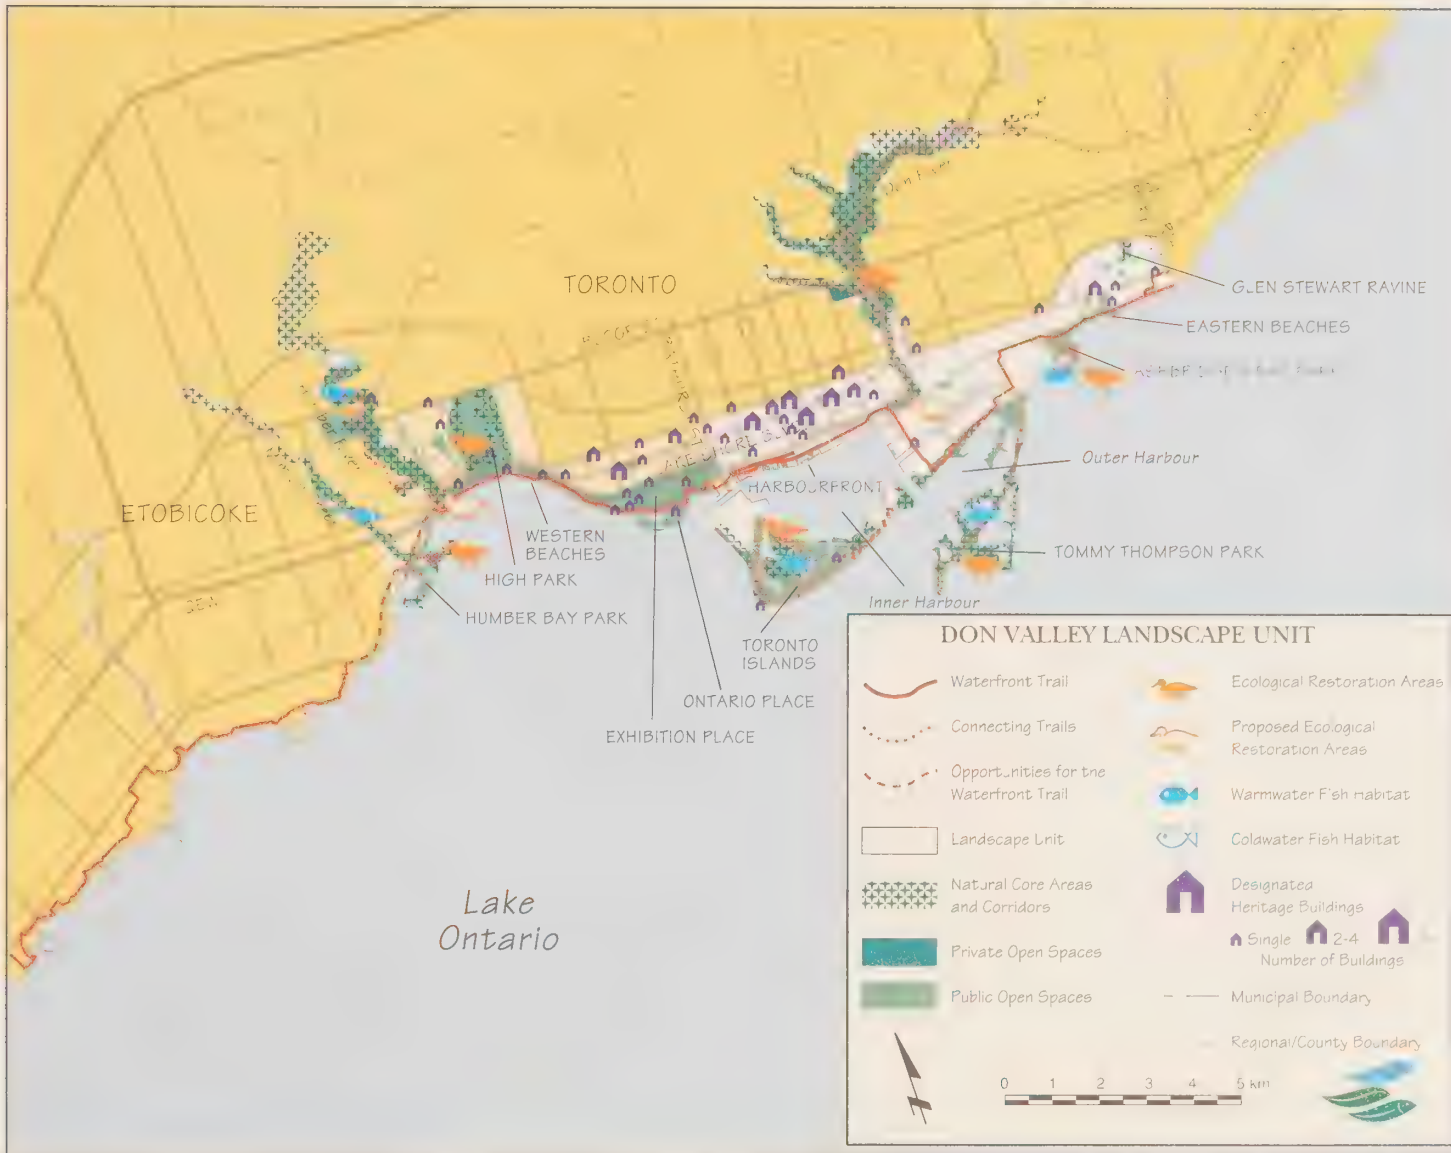 TORONTO
ETOBICOKE
Don River
GLEN STEWART RAVINE
EASTERN BEACHES
Outer Harbour
HARBOURFRONT
WESTERN
BEACHES
HIGH PARK
TOMMY THOMPSON PARK
HUMBER BAY PARK
Inner Harbour
TORONTO
ISLANDS
ONTARIO PLACE
EXHIBITION PLACE
QEW
Lake
Ontario
DON VALLEY LANDSCAPE UNIT
Waterfront Trail
Connecting Trails
Opportunities for the
Waterfront Trail
Landscape Unit
Natural Core Areas
and Corridors
Private Open Spaces
Public Open Spaces
Ecological Restoration Areas
Proposed Ecological
Restoration Areas
Warmwater Fish Habitat
Coldwater Fish Habitat
Designated
Heritage Buildings
Single 2-4
Number of Buildings
Municipal Boundary
Regional/County Boundary
0 1 2 3 4 5 km